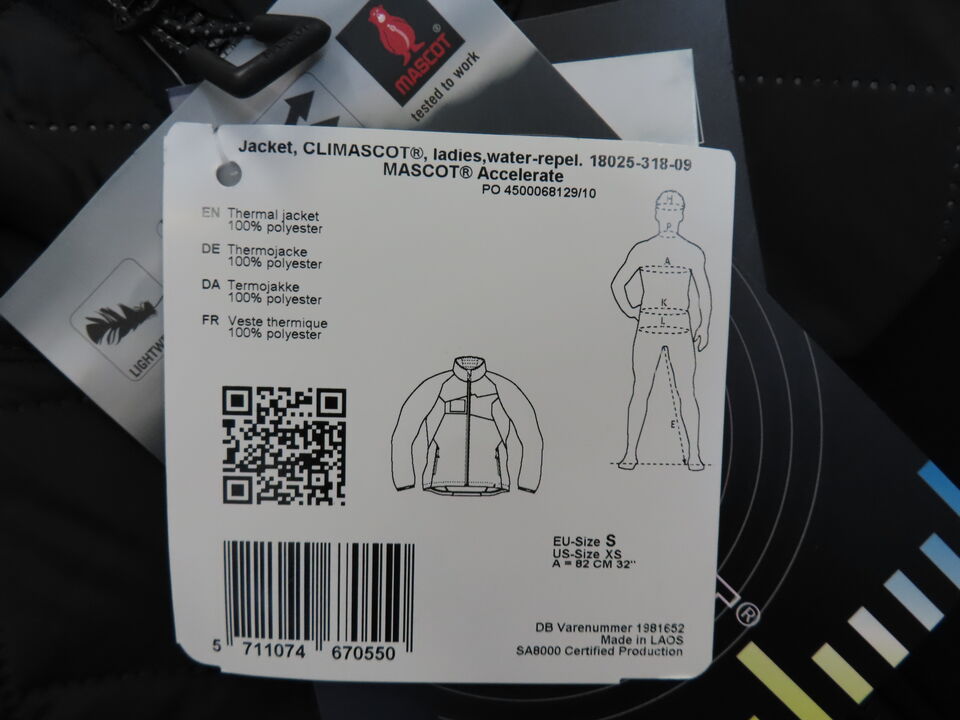 MASCOT®
tested to work
Jacket, CLIMASCOT®, ladies,water-repel. 18025-318-09
MASCOT® Accelerate
PO 4500068129/10
EN Thermal jacket
100% polyester
DE Thermojacke
100% polyester
DA Termojakke
100% polyester
FR Veste thermique
100% polyester
H
P
A
K
L
E
EU-Size S
US-Size XS
A = 82 CM 32"
DB Varenummer 1981652
Made in LAOS
SA8000 Certified Production
5 711074 670550
®